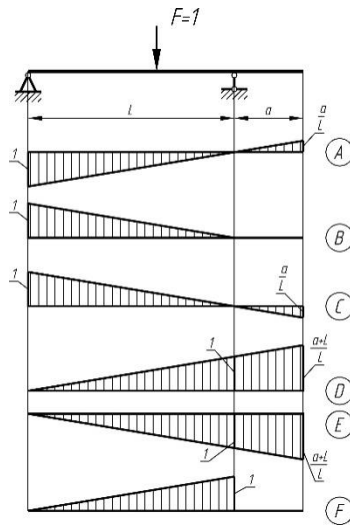 F=1
l a
a/L
1 A
1 B
1 a/L C
1 a+L/L D
E
1 a+L/L
1 F